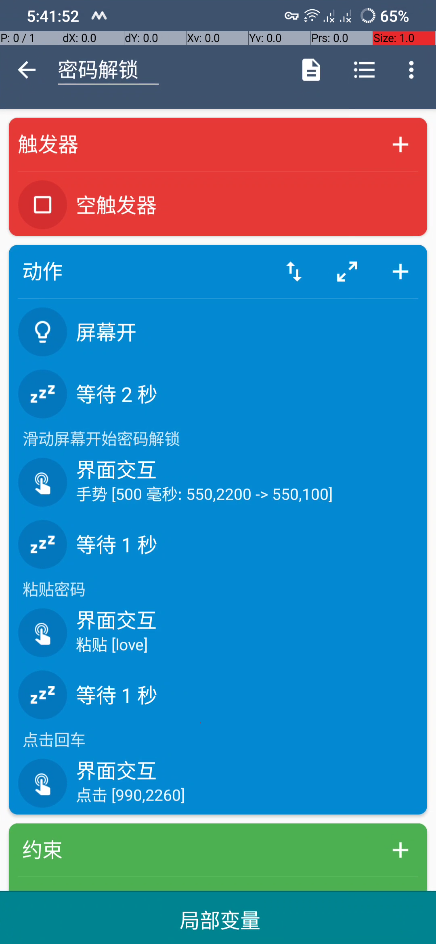 5:41:52 65%
P: 0 / 1 dX: 0.0 dY: 0.0 Xv: 0.0 Yv: 0.0 Prs: 0.0 Size: 1.0
密码解锁
触发器
空触发器
动作
屏幕开
等待 2 秒
滑动屏幕开始密码解锁
界面交互
手势 [500 毫秒: 550,2200 -> 550,100]
等待 1 秒
粘贴密码
界面交互
粘贴 [love]
等待 1 秒
点击回车
界面交互
点击 [990,2260]
约束
局部变量